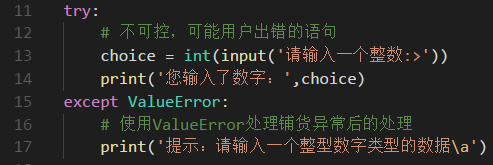 11 try:
12 # 不可控，可能用户出错的语句
13 choice = int(input('请输入一个整数:>'))
14 print('您输入了数字：',choice)
15 except ValueError:
16 # 使用ValueError处理铺货异常后的处理
17 print('提示：请输入一个整型数字类型的数据\a')